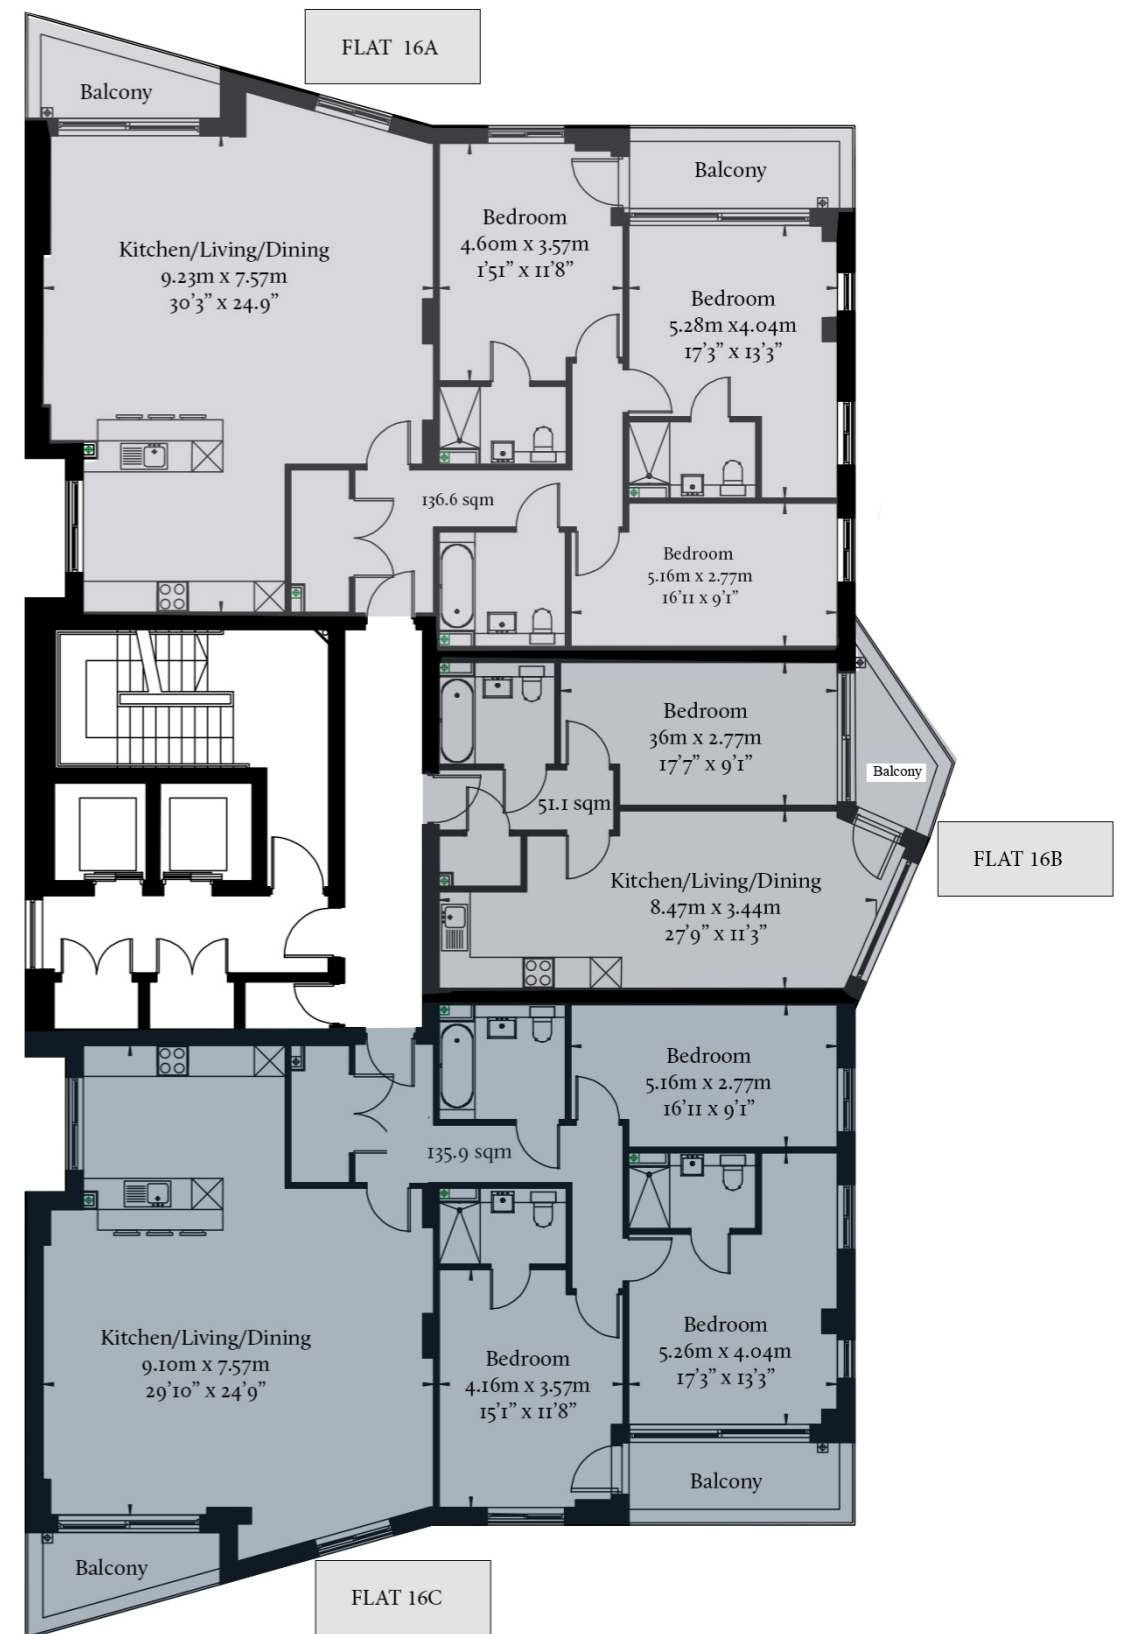 FLAT 16A
Balcony
Balcony
Kitchen/Living/Dining
9.23m x 7.57m
30'3" x 24.9"
Bedroom
4.60m x 3.57m
1'51" x 11'8"
Bedroom
5.28m x4.04m
17'3" x 13'3"
136.6 sqm
Bedroom
5.16m x 2.77m
16'11 x 9'1"
Bedroom
36m x 2.77m
17'7" x 9'1"
Balcony
51.1 sqm
FLAT 16B
Kitchen/Living/Dining
8.47m x 3.44m
27'9" x 11'3"
Bedroom
5.16m x 2.77m
16'11 x 9'1"
135.9 sqm
Kitchen/Living/Dining
9.10m x 7.57m
29'10" x 24'9"
Bedroom
4.16m x 3.57m
15'1" x 11'8"
Bedroom
5.26m x 4.04m
17'3" x 13'3"
Balcony
Balcony
FLAT 16C